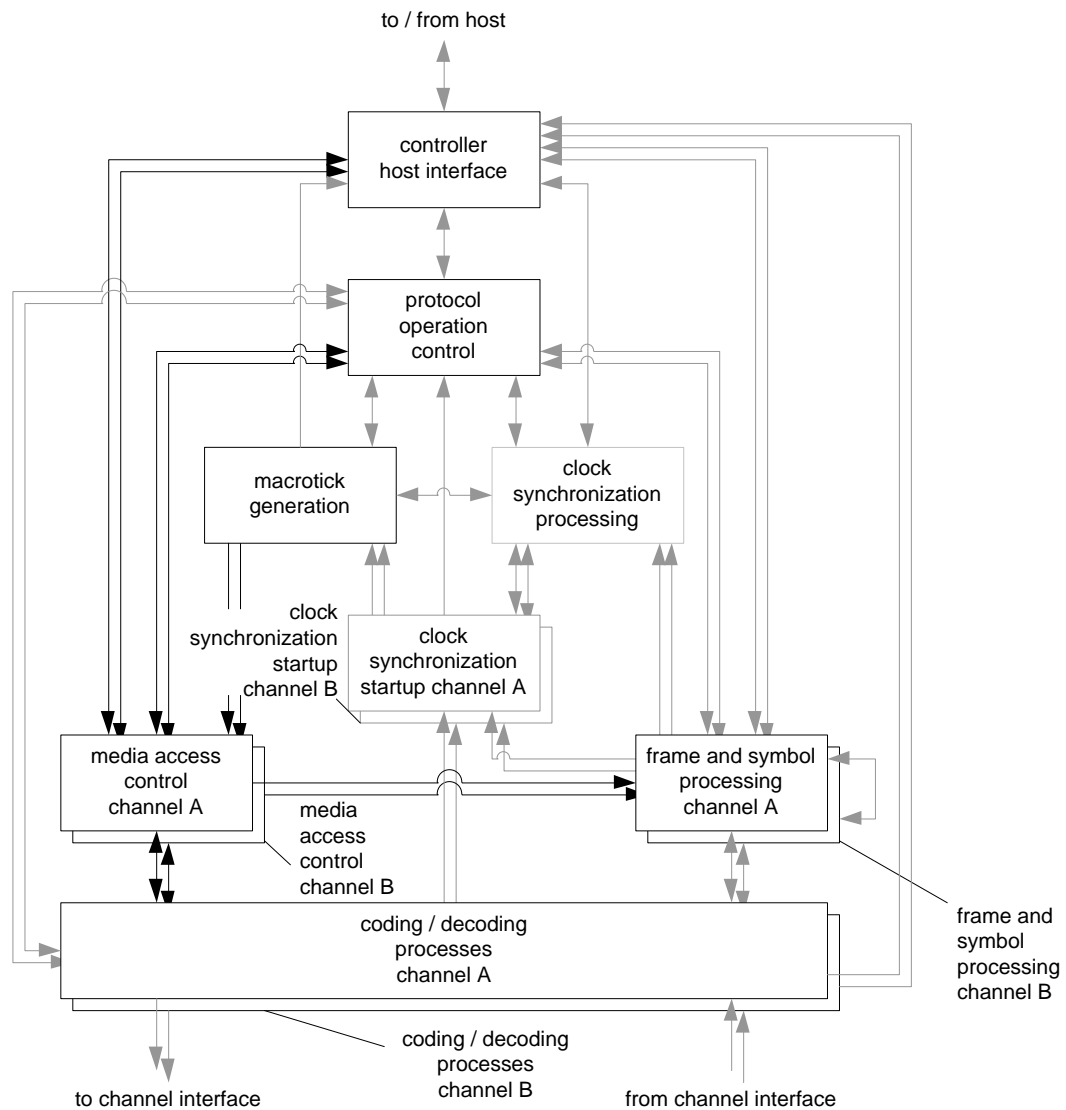 to / from host
controller
host interface
protocol
operation
control
macrotick
generation
clock
synchronization
processing
clock
synchronization
startup
channel B
clock
synchronization
startup channel A
media access
control
channel A
frame and symbol
processing
channel A
media
access
control
channel B
coding / decoding
processes
channel A
frame and
symbol
processing
channel B
coding / decoding
processes
channel B
to channel interface
from channel interface